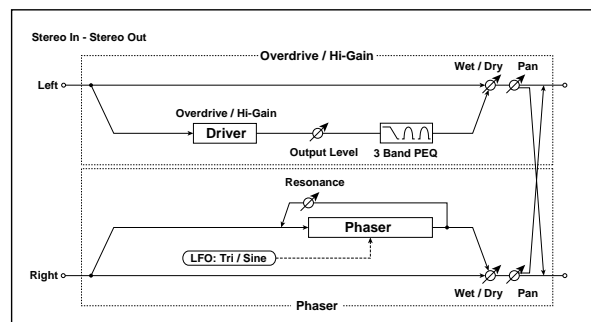 Stereo In - Stereo Out
Overdrive / Hi-Gain
Wet / Dry
Pan
Left
Overdrive / Hi-Gain
Driver
Output Level
3 Band PEQ
Resonance
Phaser
LFO: Tri / Sine
Right
Wet / Dry
Pan
Phaser